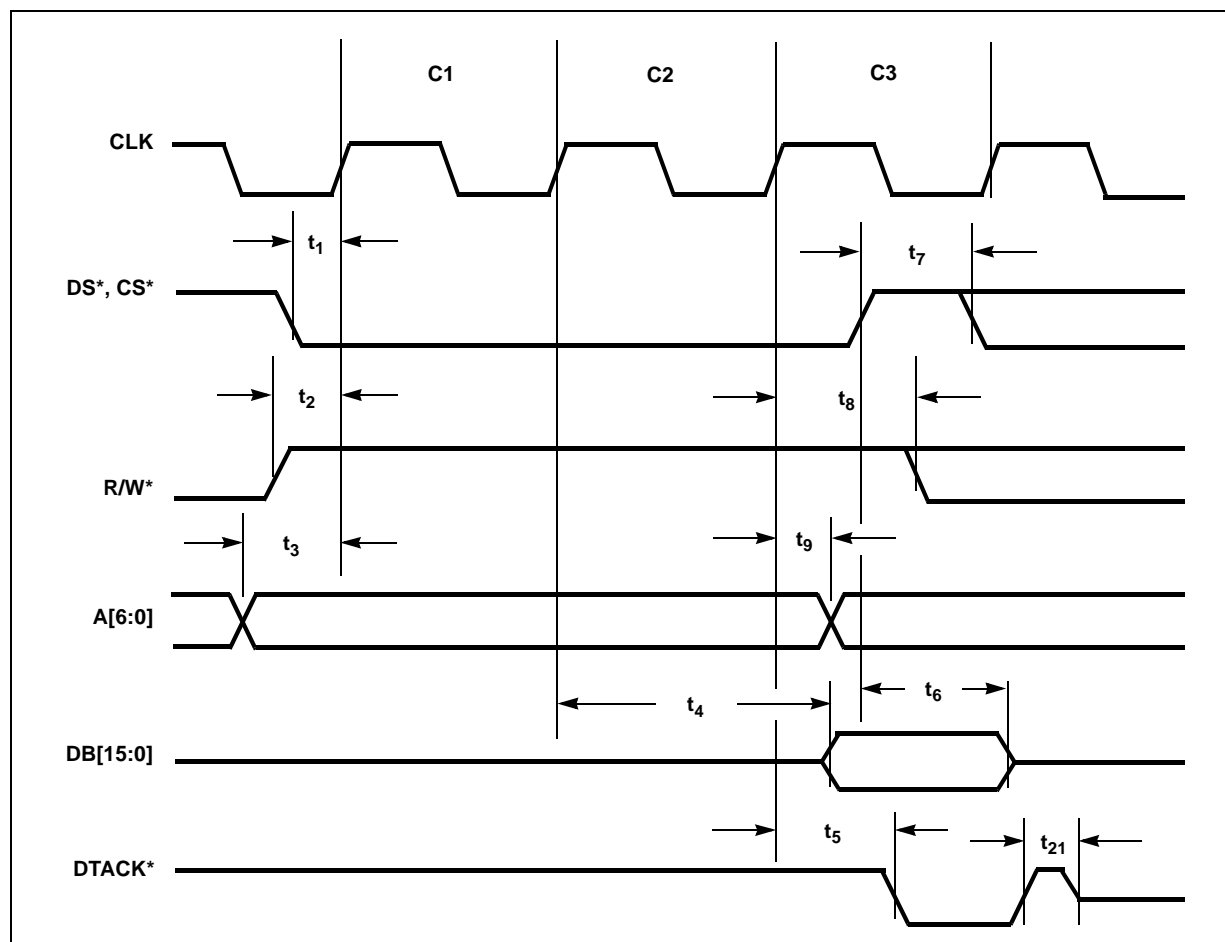 C1 C2 C3
CLK
t1 t7
DS*, CS*
t2 t8
R/W*
t3 t9
A[6:0]
t6
t4
DB[15:0]
t5 t21
DTACK*